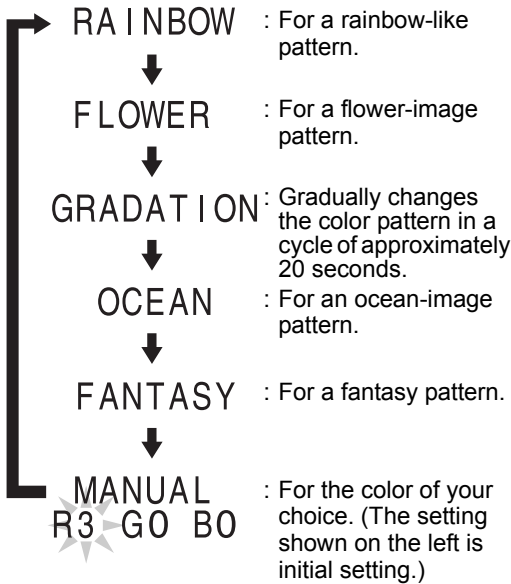 RAINBOW : For a rainbow-like
pattern.
FLOWER : For a flower-image
pattern.
GRADATION : Gradually changes
the color pattern in a
cycle of approximately
20 seconds.
OCEAN : For an ocean-image
pattern.
FANTASY : For a fantasy pattern.
MANUAL : For the color of your
R3 G0 B0 choice. (The setting
shown on the left is
initial setting.)